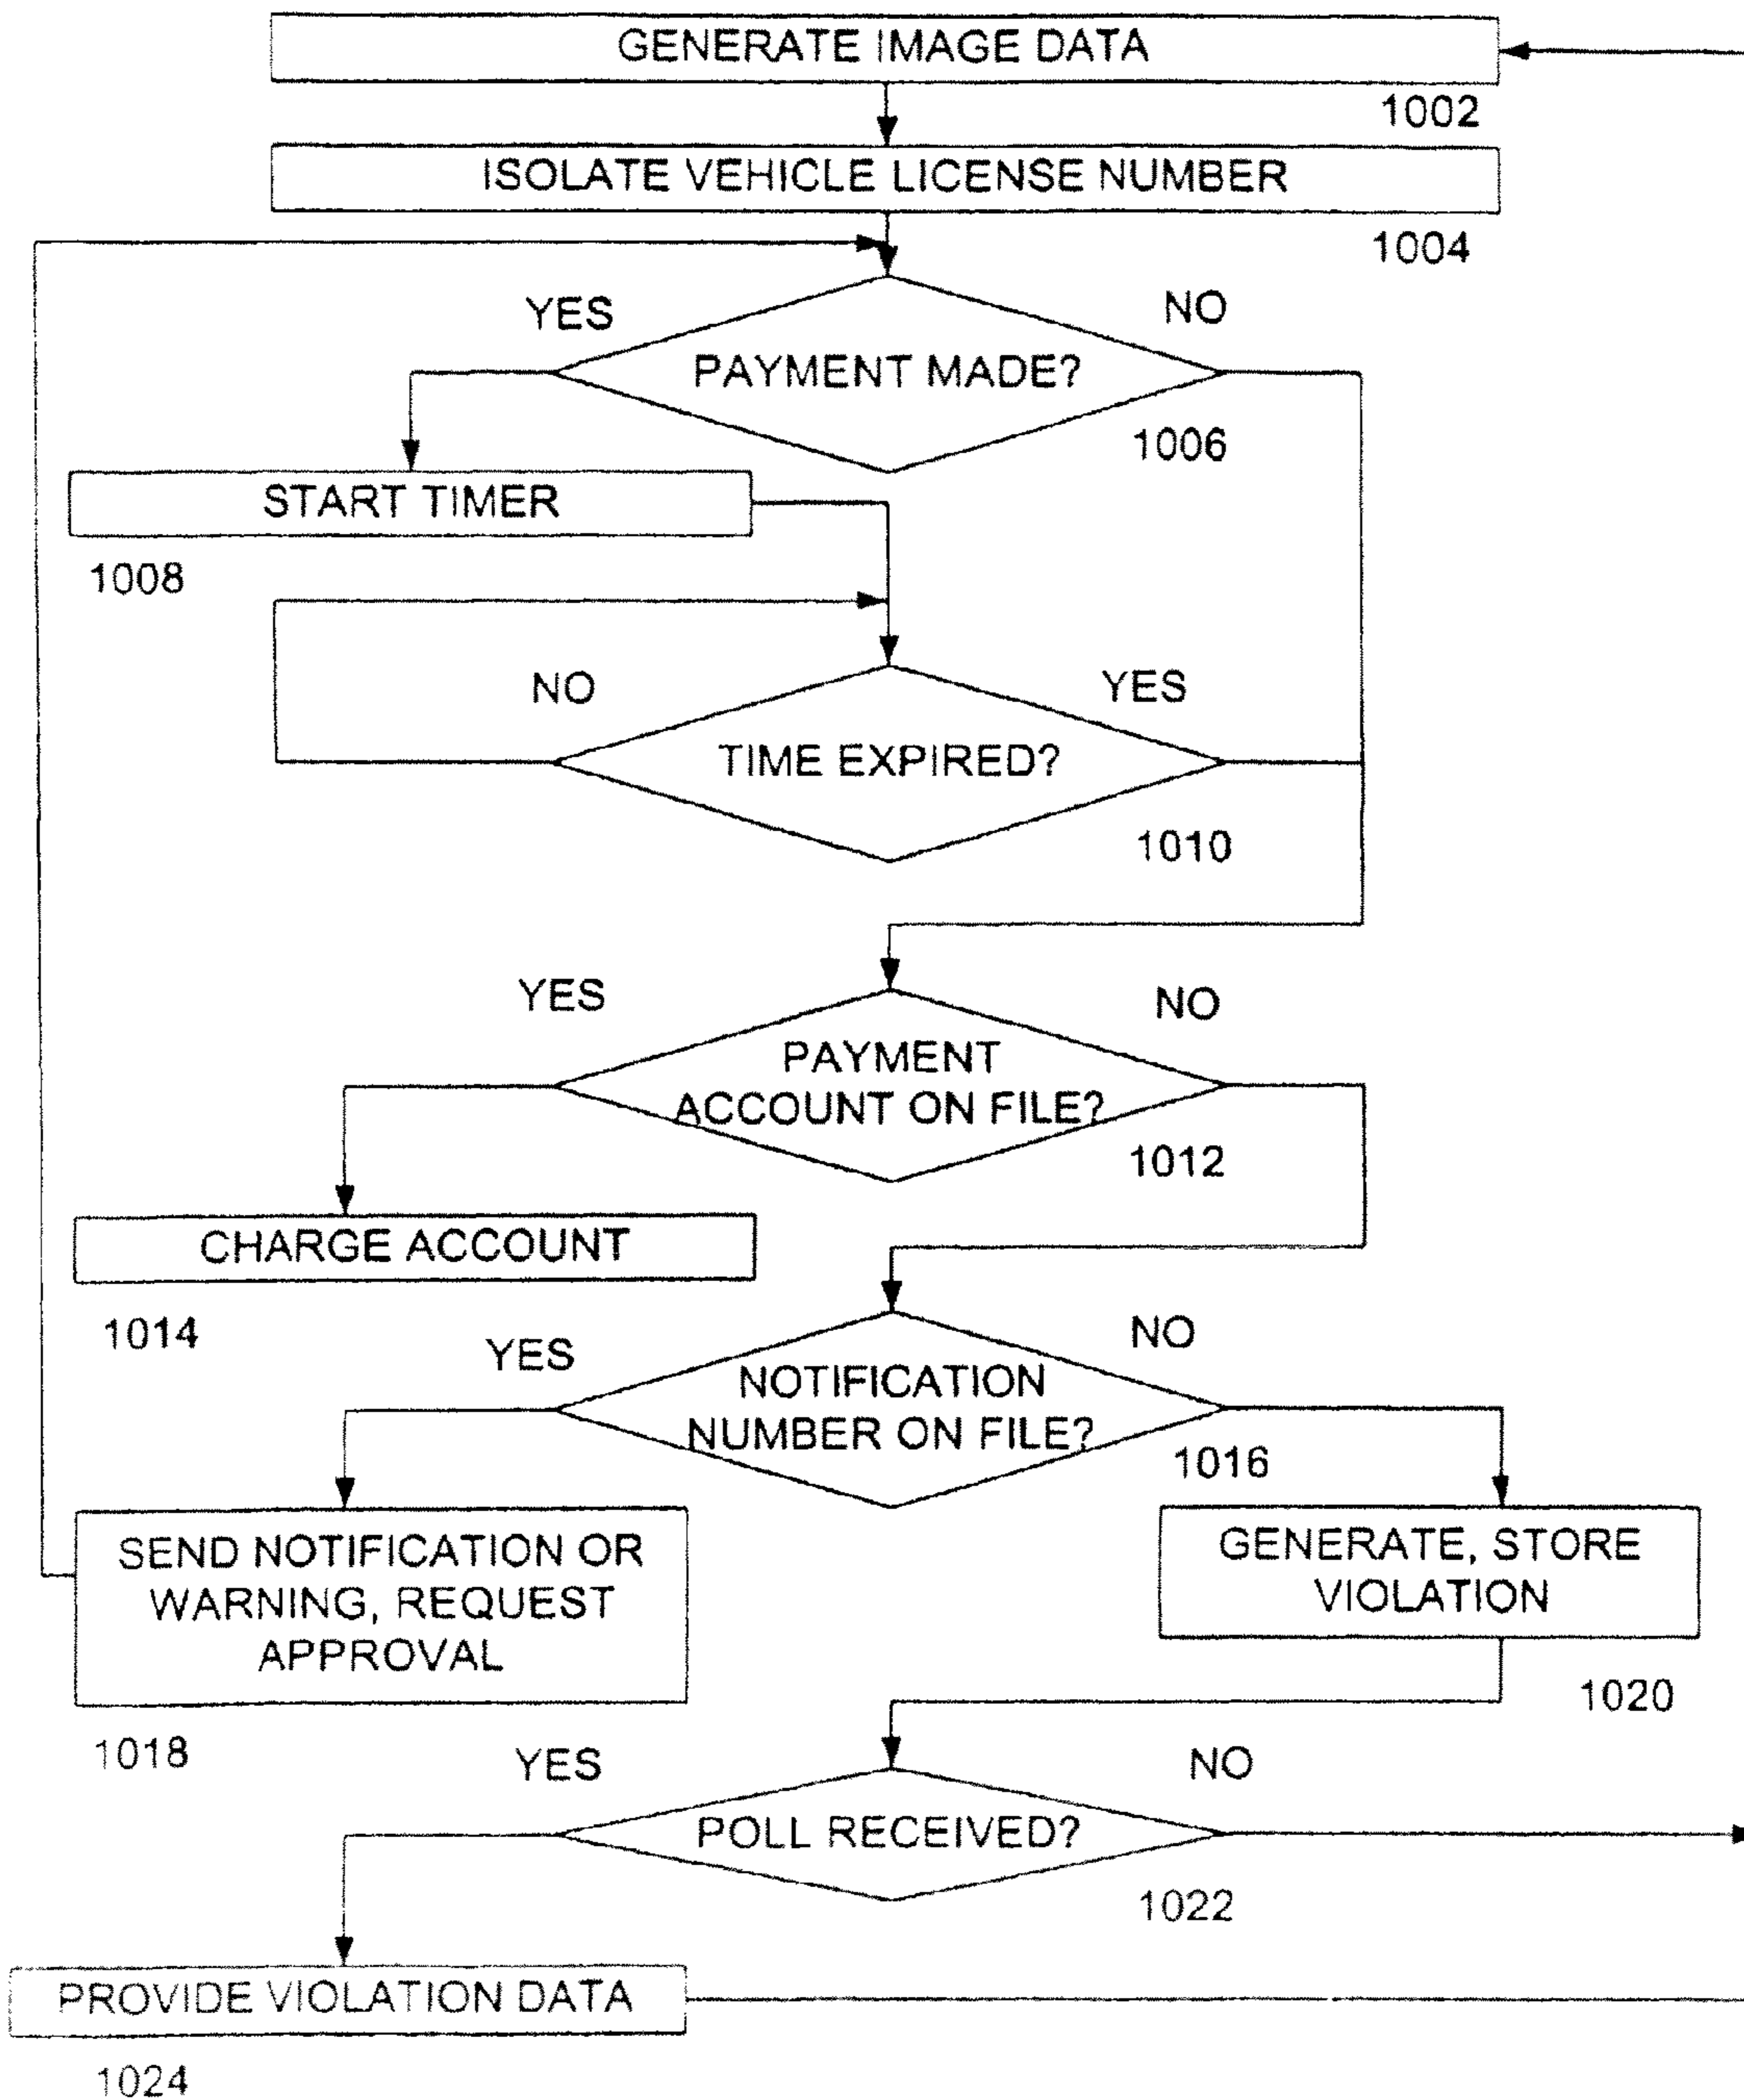 GENERATE IMAGE DATA
1002
ISOLATE VEHICLE LICENSE NUMBER
1004
YES
NO
PAYMENT MADE?
1006
START TIMER
1008
NO
YES
TIME EXPIRED?
1010
YES
NO
PAYMENT
ACCOUNT ON FILE?
1012
CHARGE ACCOUNT
1014
YES
NO
NOTIFICATION
NUMBER ON FILE?
1016
SEND NOTIFICATION OR
WARNING, REQUEST
APPROVAL
1018
GENERATE, STORE
VIOLATION
1020
YES
NO
POLL RECEIVED?
1022
PROVIDE VIOLATION DATA
1024